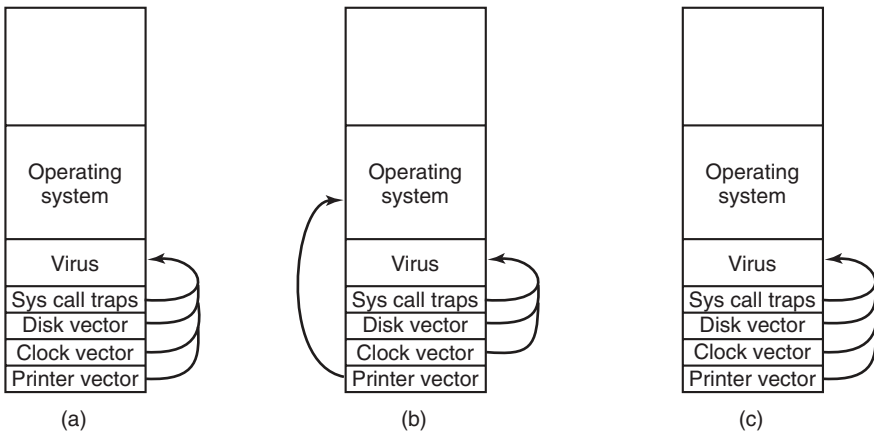 Operating
system
Virus
Sys call traps
Disk vector
Clock vector
Printer vector
(a)
Operating
system
Virus
Sys call traps
Disk vector
Clock vector
Printer vector
(b)
Operating
system
Virus
Sys call traps
Disk vector
Clock vector
Printer vector
(c)